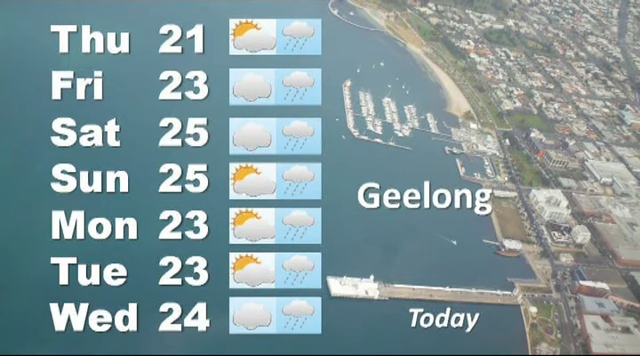 Thu 21
Fri 23
Sat 25
Sun 25
Mon 23
Tue 23
Wed 24
Geelong
Today